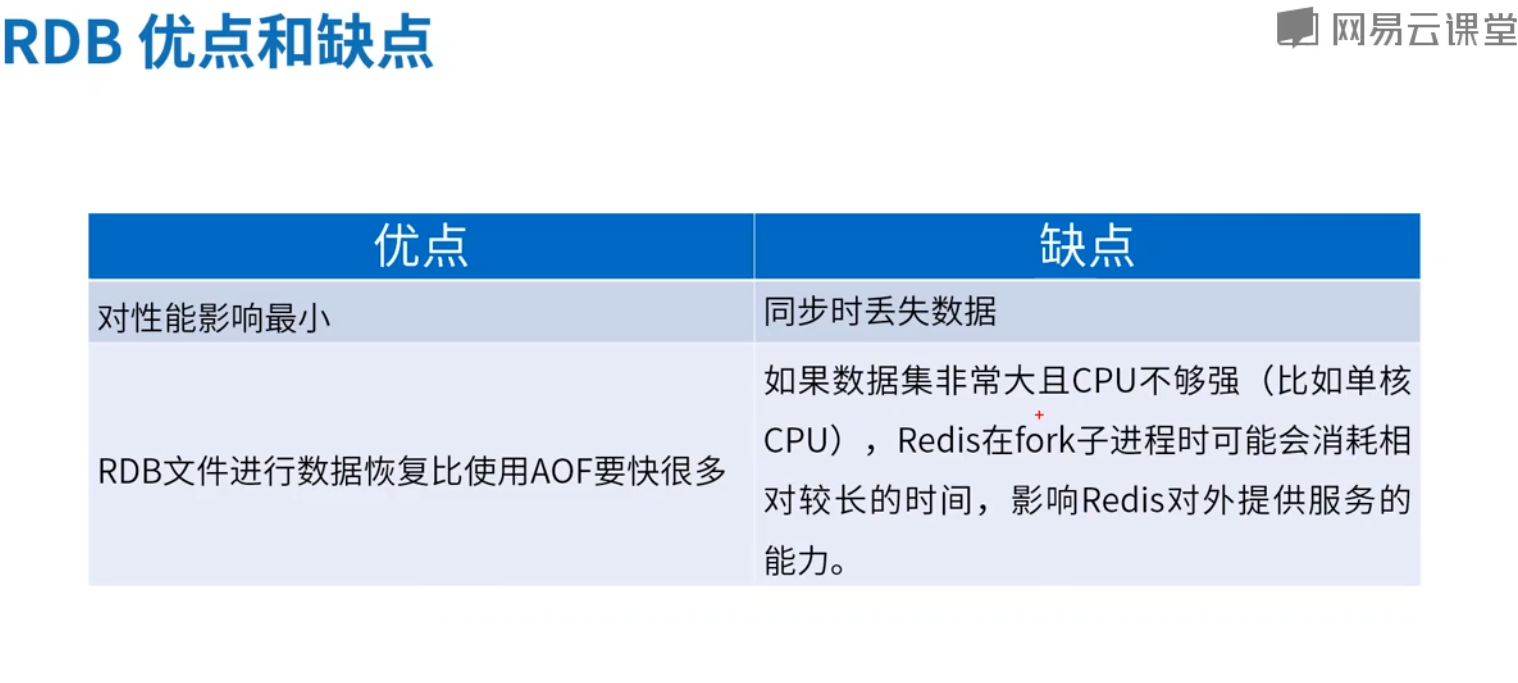 RDB 优点和缺点
网易云课堂
优点
缺点
对性能影响最小
同步时丢失数据
RDB文件进行数据恢复比使用AOF要快很多
如果数据集非常大且CPU不够强（比如单核
CPU），Redis在fork子进程时可能会消耗相
对较长的时间，影响Redis对外提供服务的
能力。